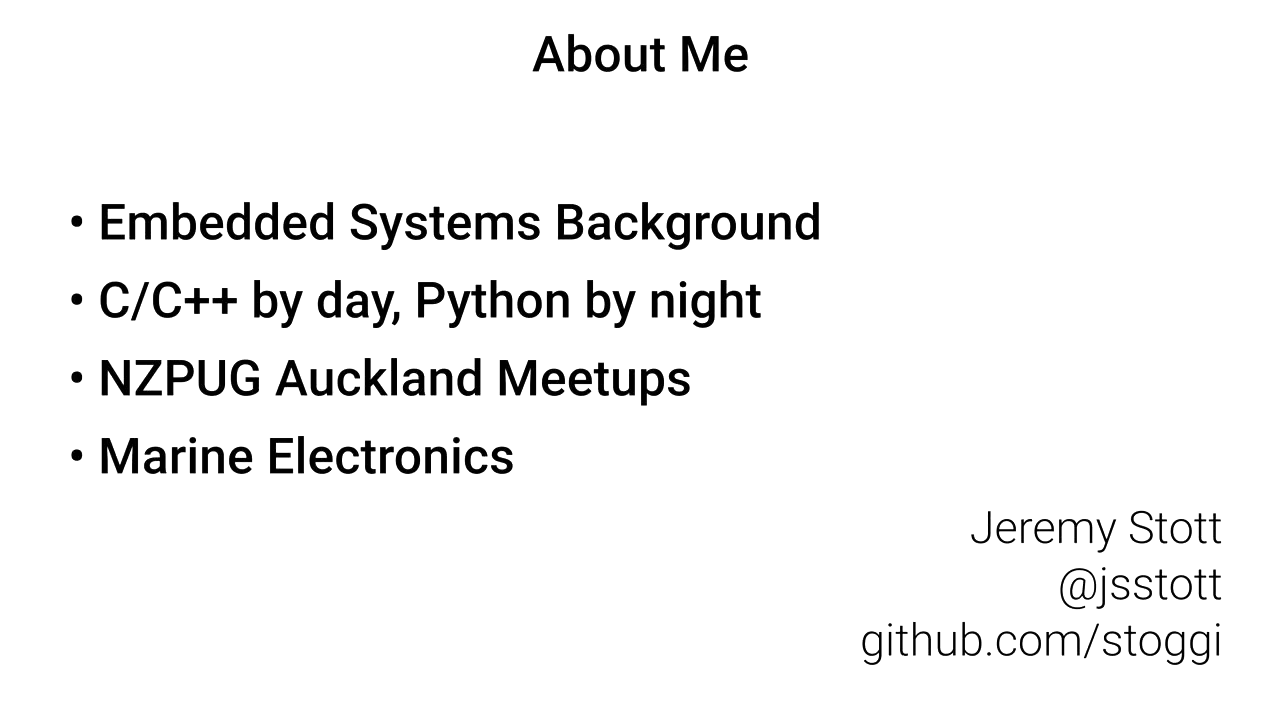 About Me
• Embedded Systems Background
• C/C++ by day, Python by night
• NZPUG Auckland Meetups
• Marine Electronics
Jeremy Stott
@jsstott
github.com/stoggi